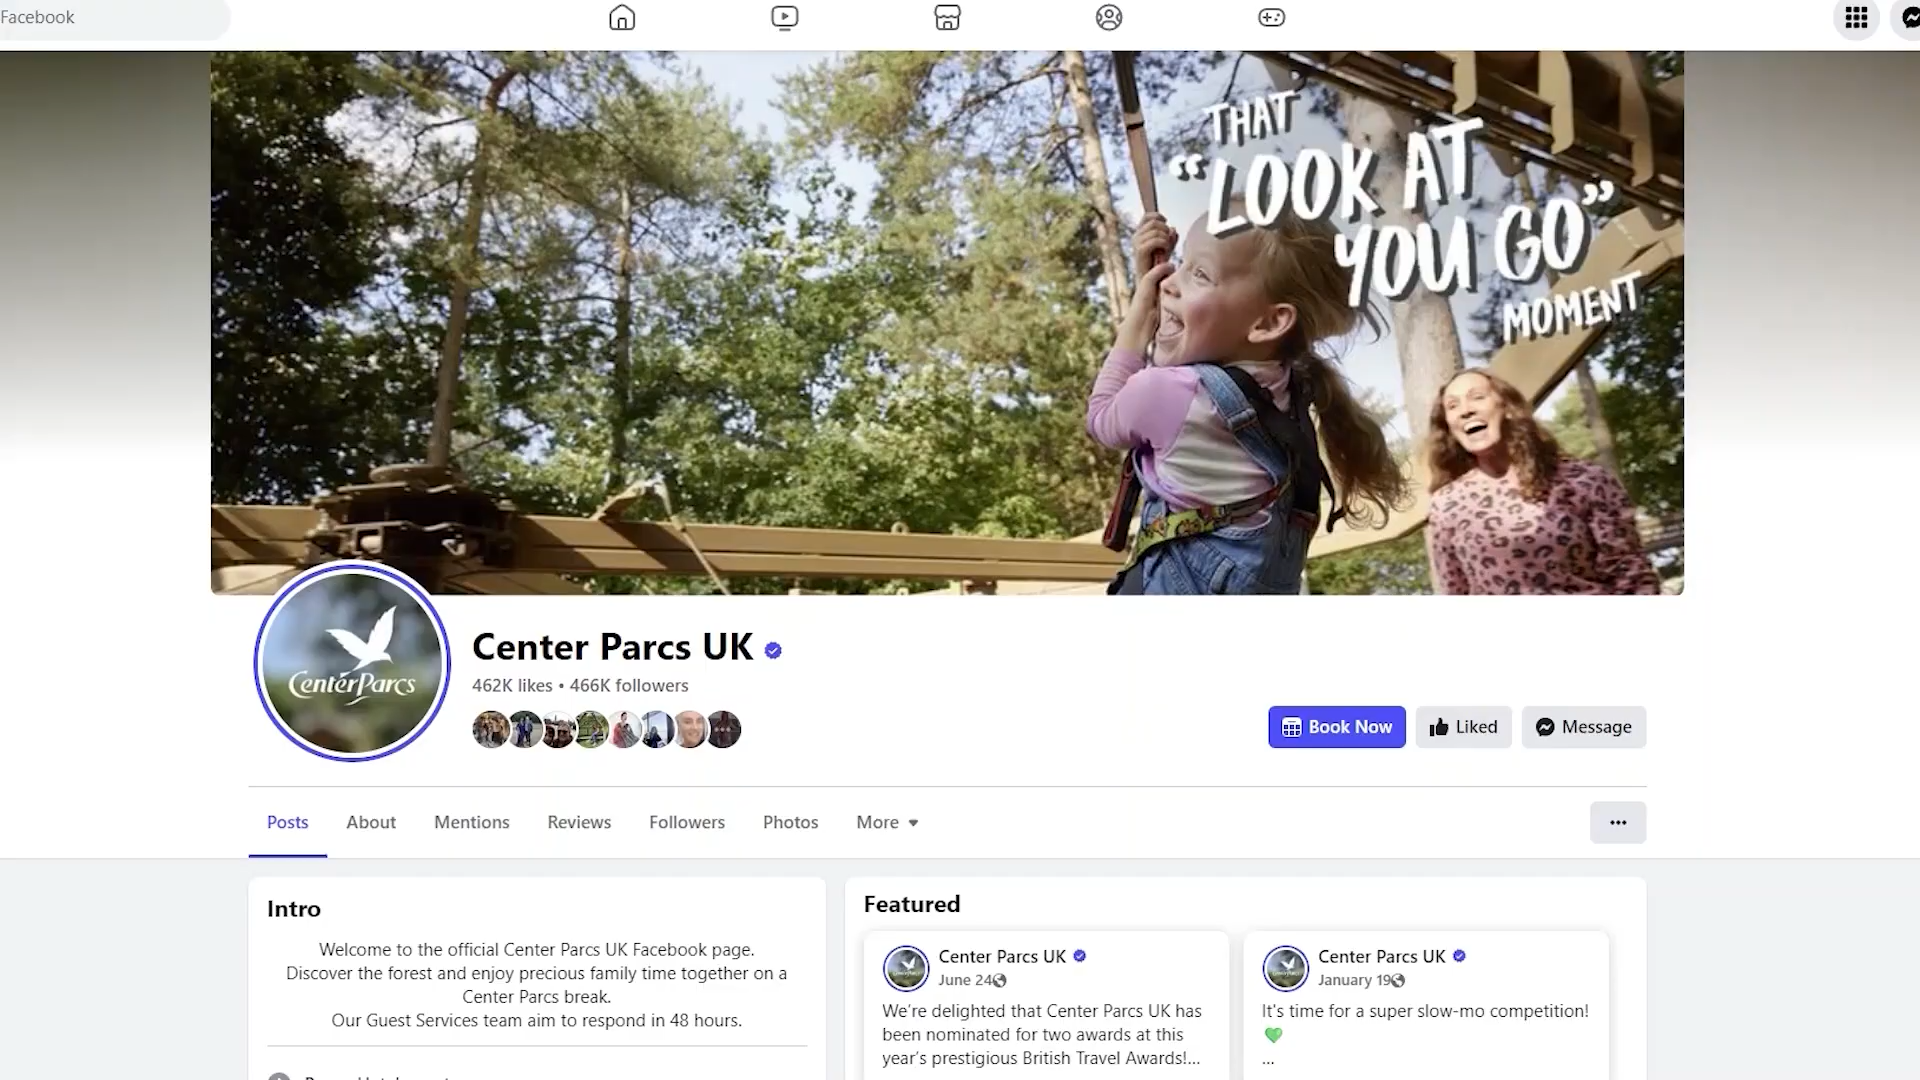 Facebook
THAT
“LOOK AT
YOU GO”
MOMENT
CenterParcs
Center Parcs UK
462K likes • 466K followers
Book Now
Liked
Message
Posts
About
Mentions
Reviews
Followers
Photos
More
Intro
Welcome to the official Center Parcs UK Facebook page.
Discover the forest and enjoy precious family time together on a
Center Parcs break.
Our Guest Services team aim to respond in 48 hours.
Featured
Center Parcs UK
June 24
We’re delighted that Center Parcs UK has
been nominated for two awards at this
year’s prestigious British Travel Awards!...
Center Parcs UK
January 19
It's time for a super slow-mo competition!
💚
...